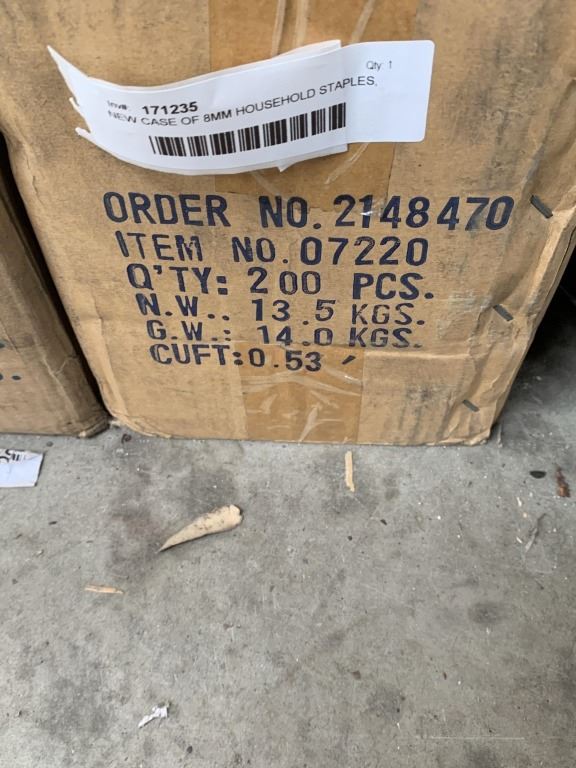 Inv#: 171235 Qty: 1
NEW CASE OF 8MM HOUSEHOLD STAPLES,
ORDER NO. 2148470
ITEM NO. 07220
Q'TY: 200 PCS.
N.W.. 13.5 KGS.
G.W.: 14.0 KGS.
CUFT: 0.53